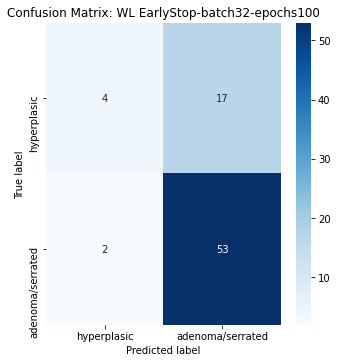 Confusion Matrix: WL EarlyStop-batch32-epochs100
True label
hyperplasic
adenoma/serrated
4
17
2
53
hyperplasic
adenoma/serrated
Predicted label
50
40
30
20
10